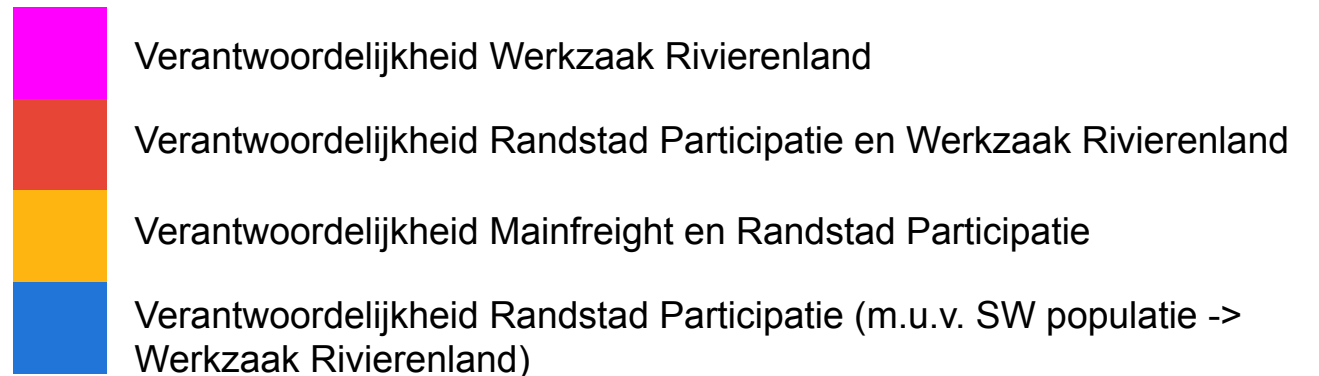 Verantwoordelijkheid Werkzaak Rivierenland
Verantwoordelijkheid Randstad Participatie en Werkzaak Rivierenland
Verantwoordelijkheid Mainfreight en Randstad Participatie
Verantwoordelijkheid Randstad Participatie (m.u.v. SW populatie ->
Werkzaak Rivierenland)